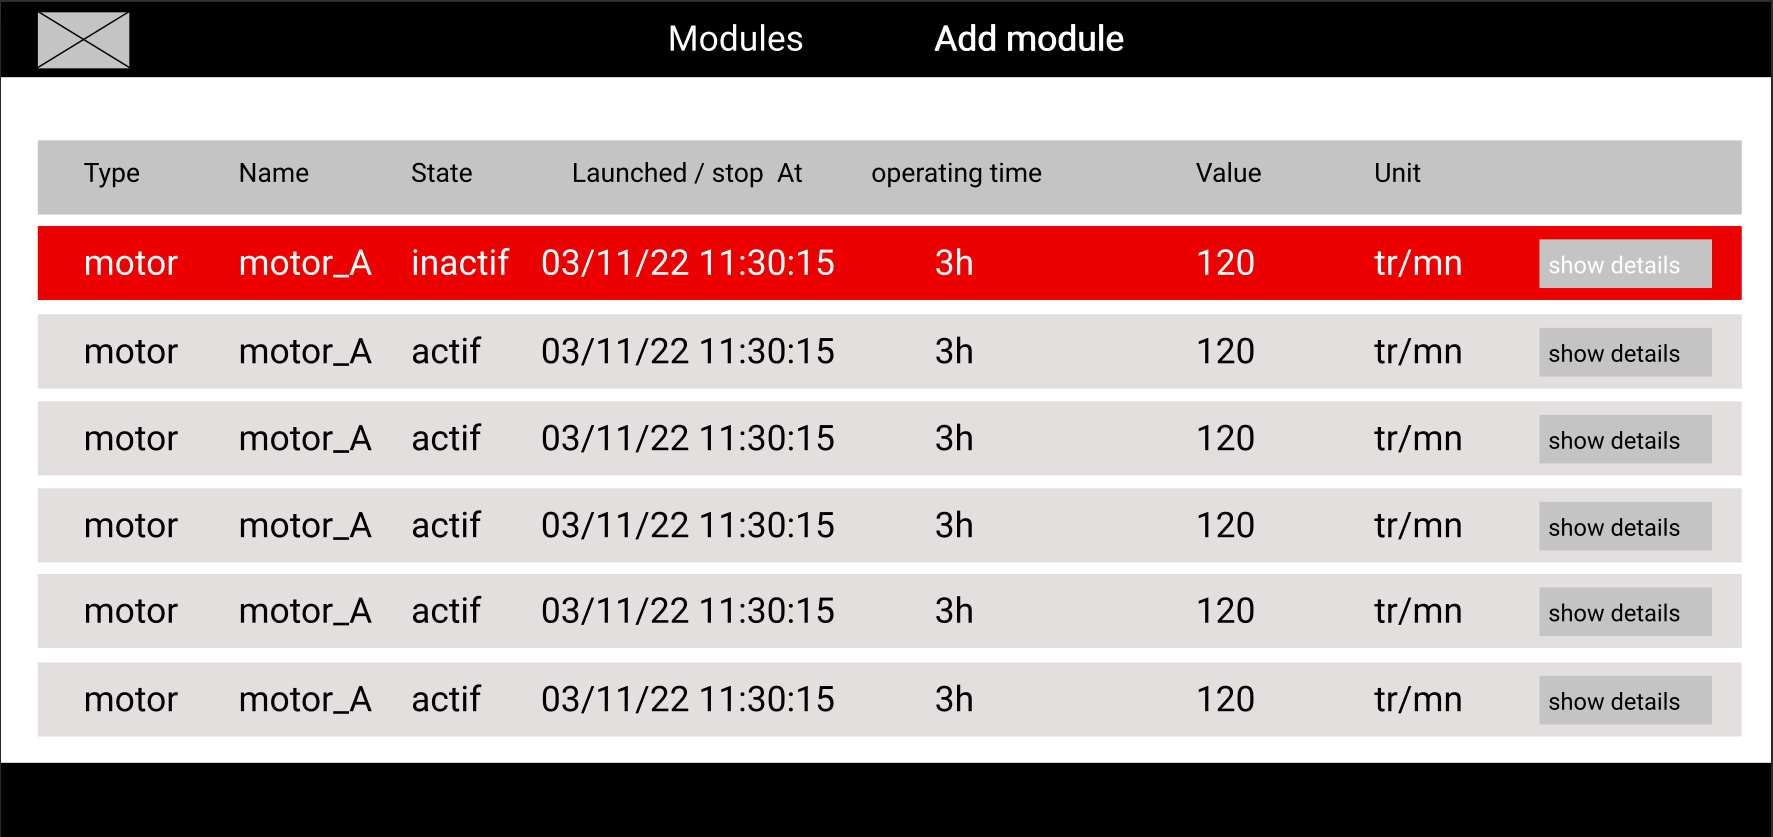 Modules Add module
Type Name State Launched / stop At operating time Value Unit
motor motor_A inactif 03/11/22 11:30:15 3h 120 tr/mn show details
motor motor_A actif 03/11/22 11:30:15 3h 120 tr/mn show details
motor motor_A actif 03/11/22 11:30:15 3h 120 tr/mn show details
motor motor_A actif 03/11/22 11:30:15 3h 120 tr/mn show details
motor motor_A actif 03/11/22 11:30:15 3h 120 tr/mn show details
motor motor_A actif 03/11/22 11:30:15 3h 120 tr/mn show details